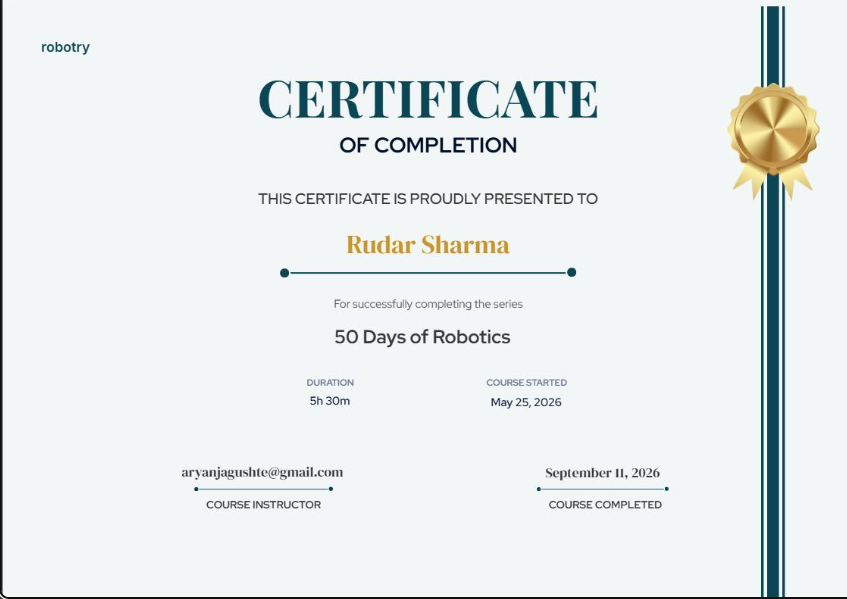 robotry
CERTIFICATE
OF COMPLETION
THIS CERTIFICATE IS PROUDLY PRESENTED TO
Rudar Sharma
For successfully completing the series
50 Days of Robotics
DURATION
5h 30m
COURSE STARTED
May 25, 2026
aryanjagushte@gmail.com
COURSE INSTRUCTOR
September 11, 2026
COURSE COMPLETED